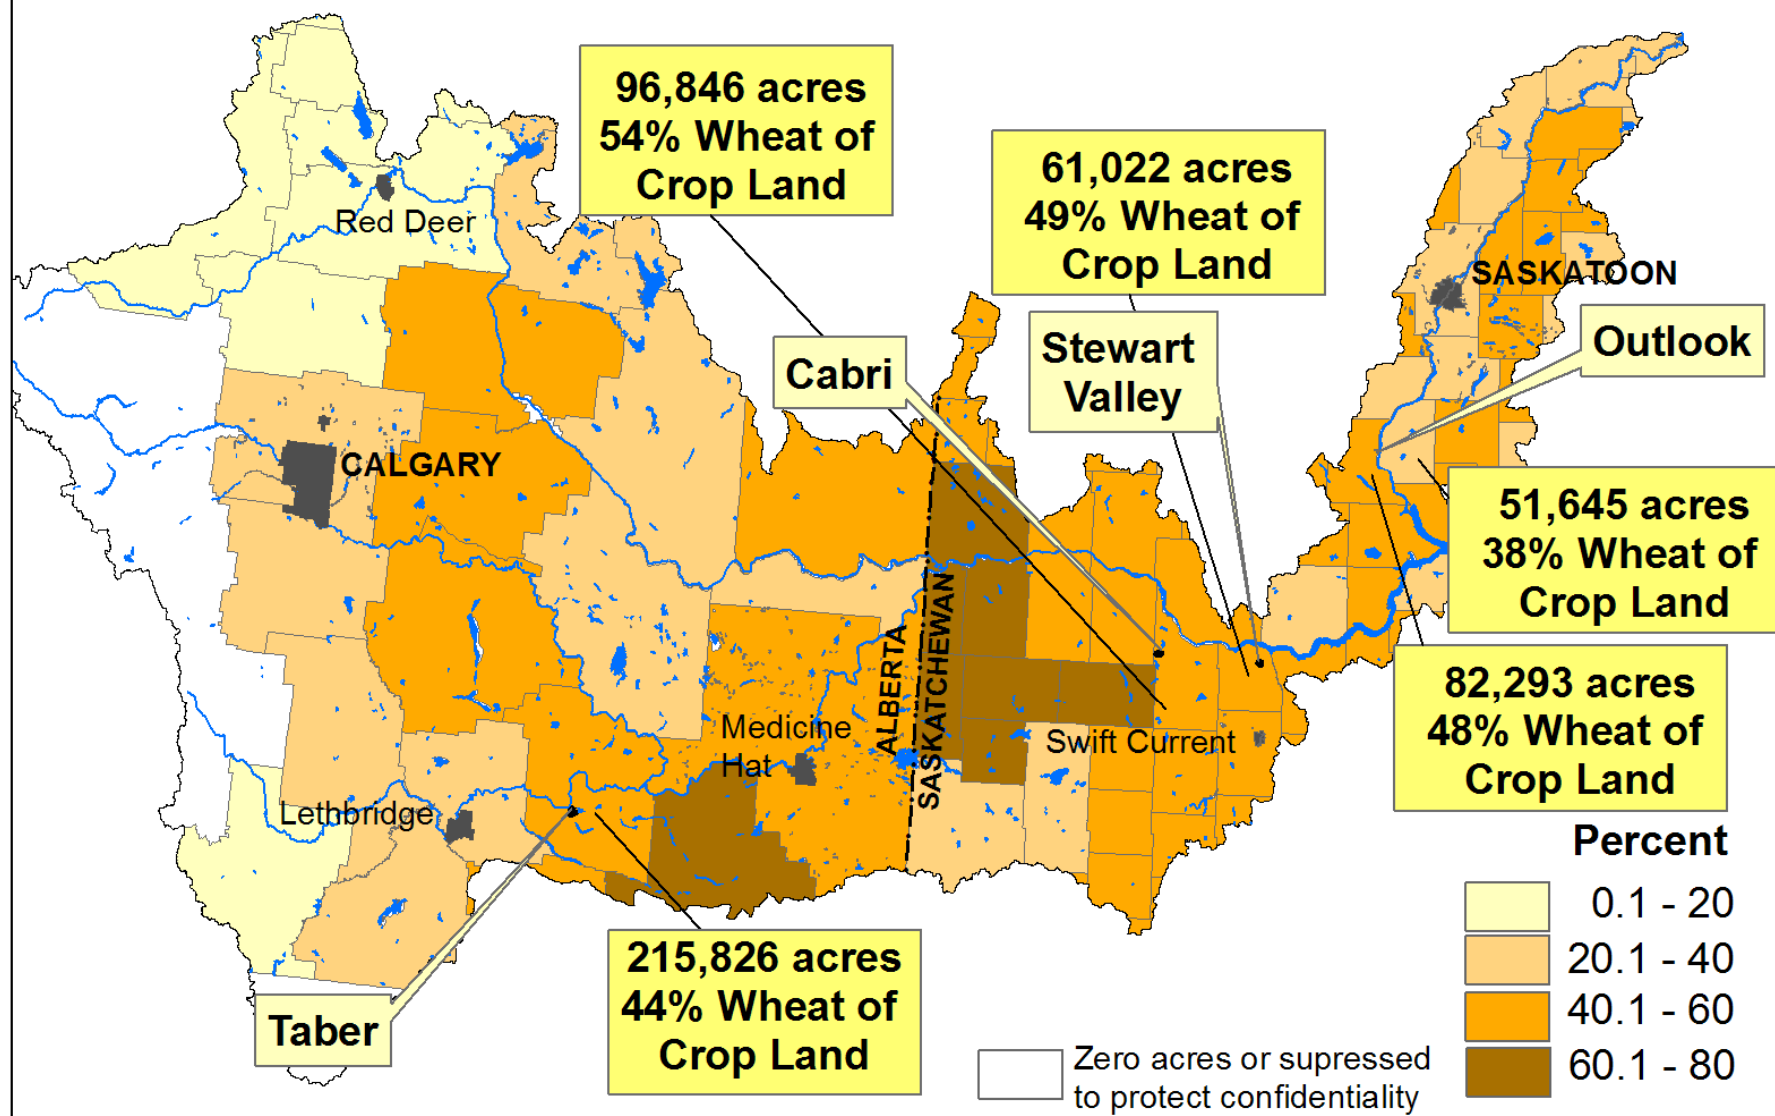 96,846 acres
54% Wheat of
Crop Land
61,022 acres
49% Wheat of
Crop Land
Red Deer
SASKATOON
Outlook
Stewart
Valley
Cabri
CALGARY
51,645 acres
38% Wheat of
Crop Land
ALBERTA
SASKATCHEWAN
82,293 acres
48% Wheat of
Crop Land
Medicine
Hat
Swift Current
Lethbridge
Taber
215,826 acres
44% Wheat of
Crop Land
Percent
0.1 - 20
20.1 - 40
40.1 - 60
60.1 - 80
Zero acres or supressed
to protect confidentiality